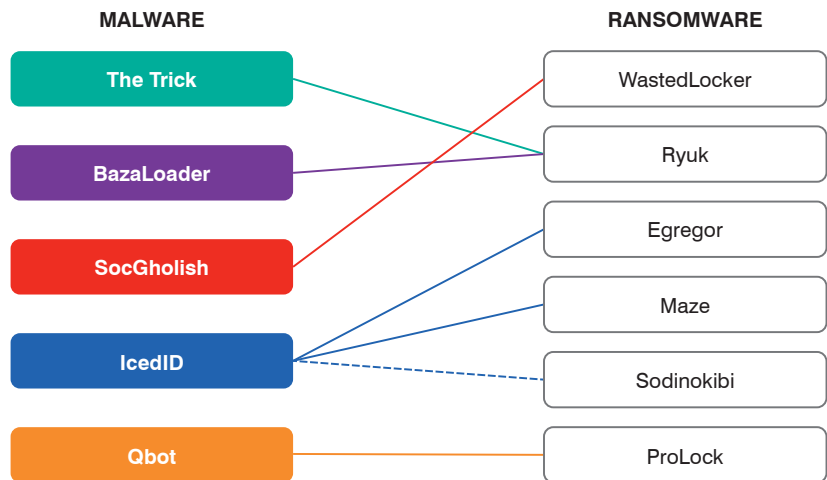 MALWARE
RANSOMWARE
The Trick
WastedLocker
BazaLoader
Ryuk
SocGholish
Egregor
IcedID
Maze
Sodinokibi
Qbot
ProLock